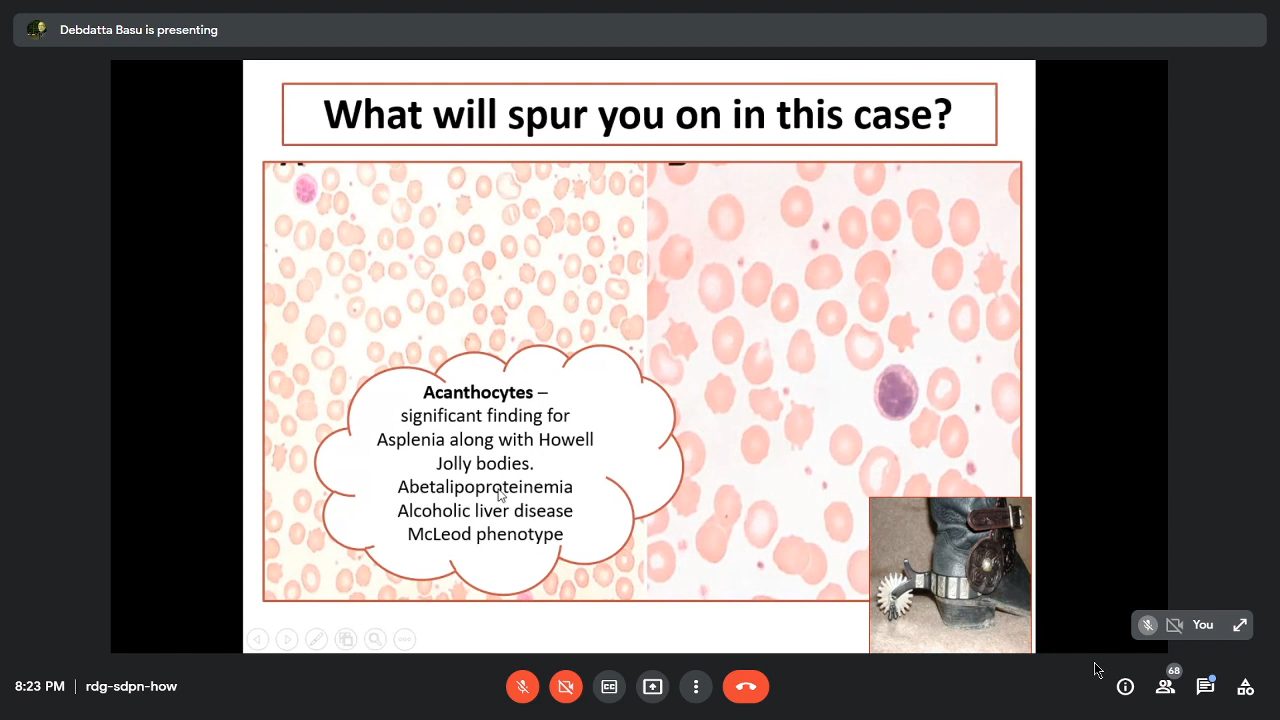 Debdatta Basu is presenting
What will spur you on in this case?
Acanthocytes –
significant finding for
Asplenia along with Howell
Jolly bodies.
Abetalipoproteinemia
Alcoholic liver disease
McLeod phenotype
You
8:23 PM | rdg-sdpn-how
CC
68